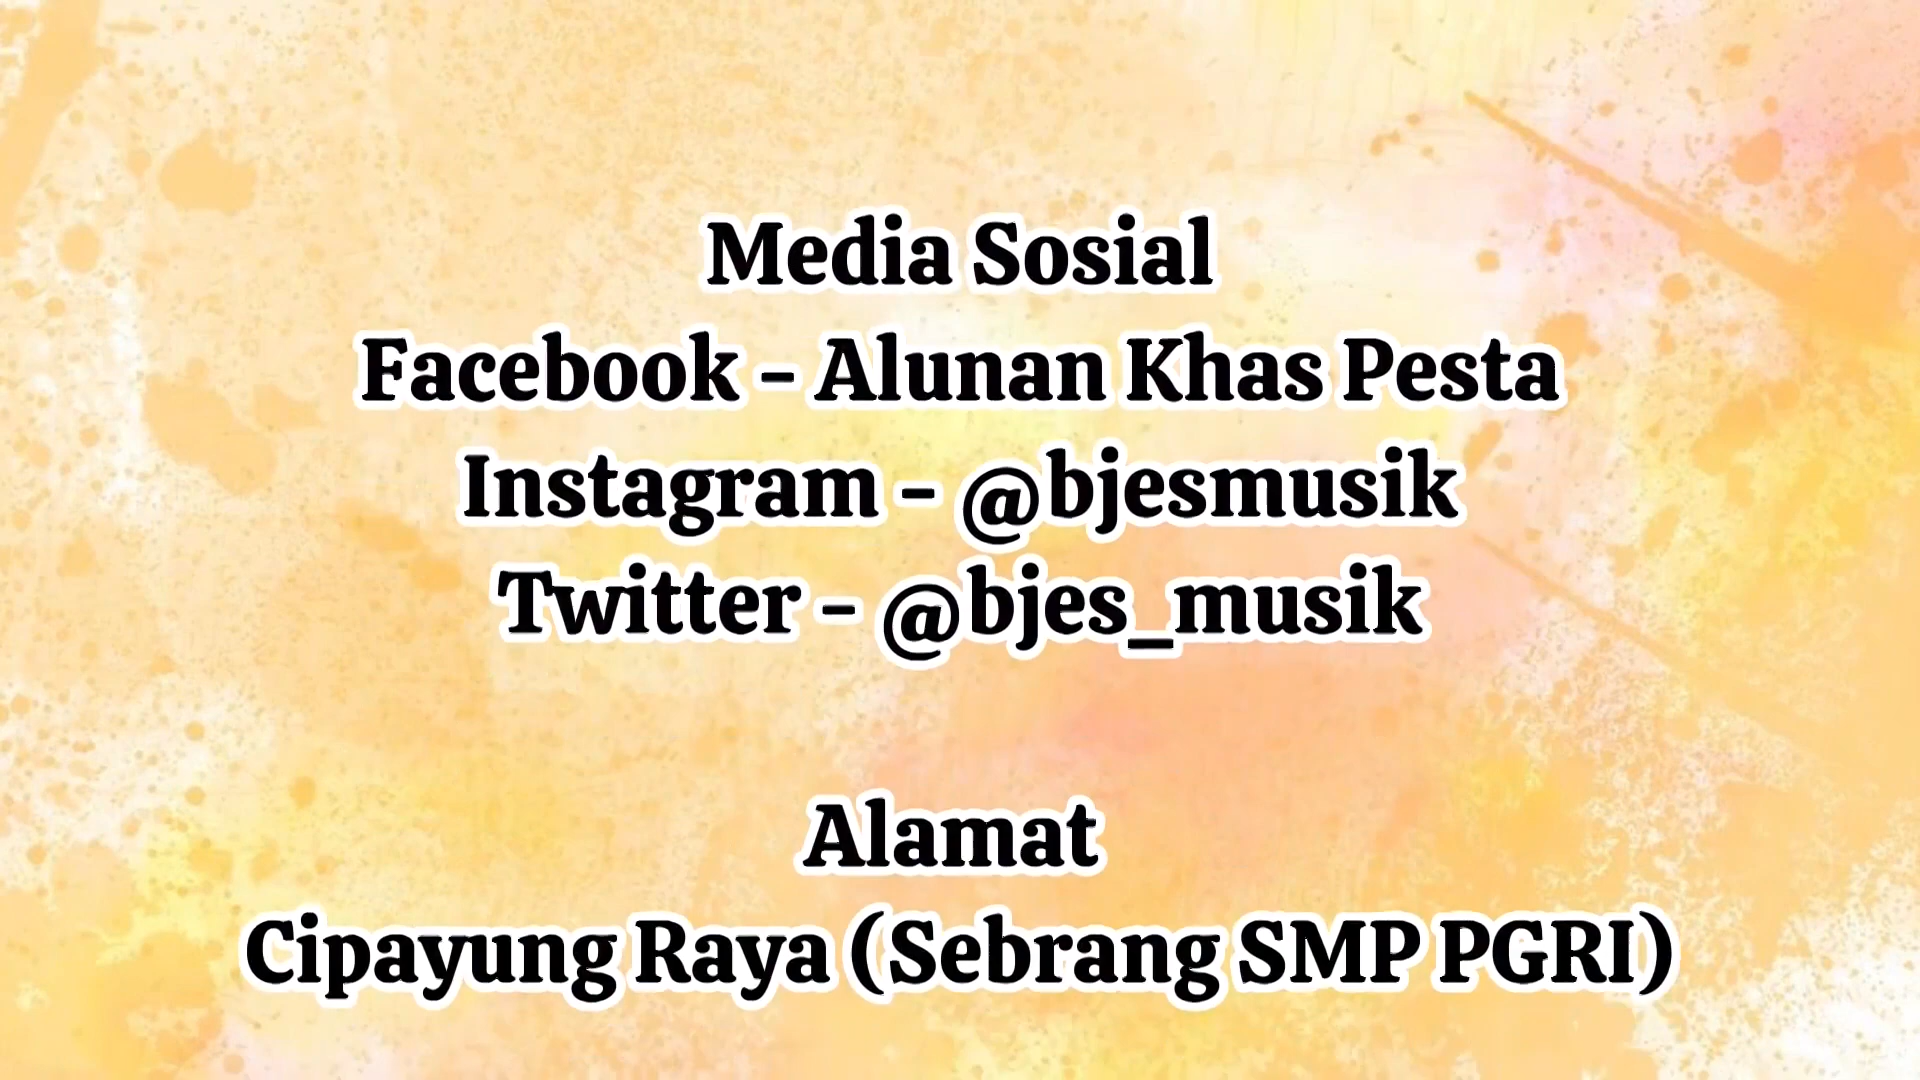 Media Sosial
Facebook - Alunan Khas Pesta
Instagram - @bjesmusik
Twitter - @bjes_musik
Alamat
Cipayung Raya (Sebrang SMP PGRI)